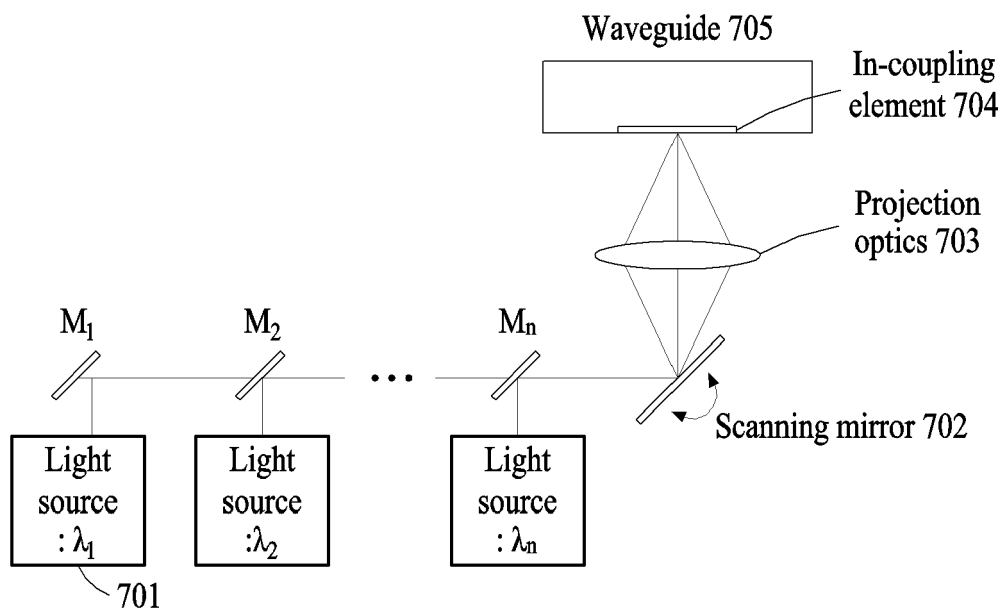 Waveguide 705
In-coupling
element 704
Projection
optics 703
M1
M2
Mn
•••
Scanning mirror 702
Light
source
: λ1
Light
source
:λ2
Light
source
: λn
701